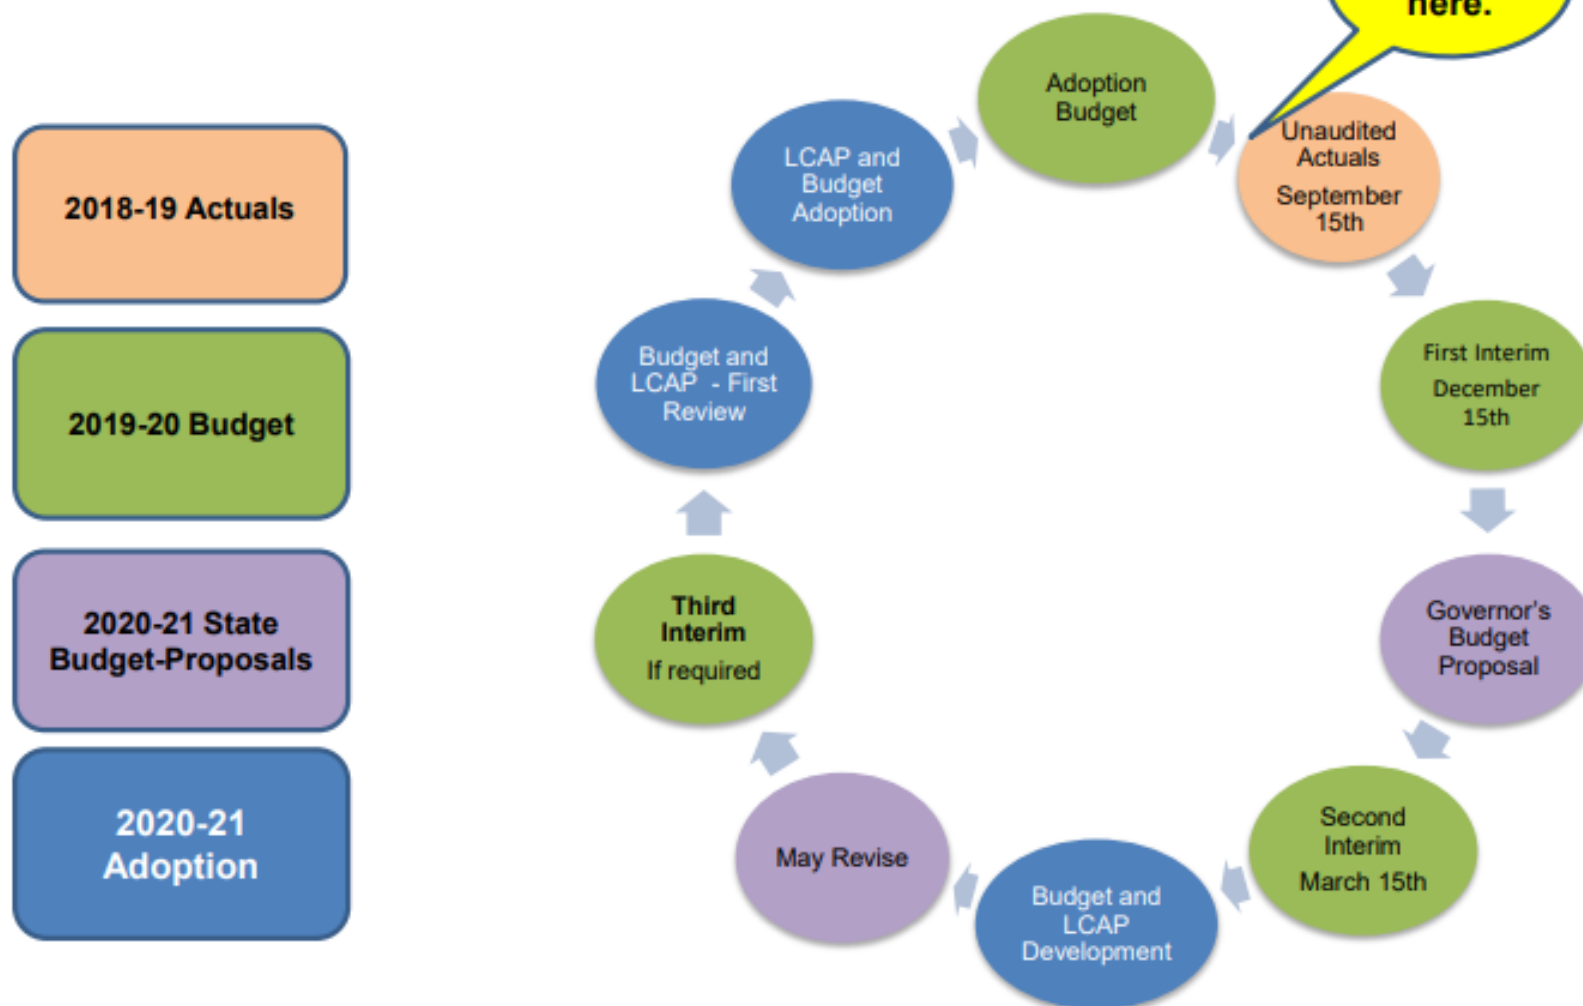 here.
2018-19 Actuals
2019-20 Budget
2020-21 State
Budget-Proposals
2020-21
Adoption
Adoption
Budget
Unaudited
Actuals
September
15th
First Interim
December
15th
Governor's
Budget
Proposal
Second
Interim
March 15th
Budget and
LCAP
Development
May Revise
Third
Interim
If required
Budget and
LCAP - First
Review
LCAP and
Budget
Adoption